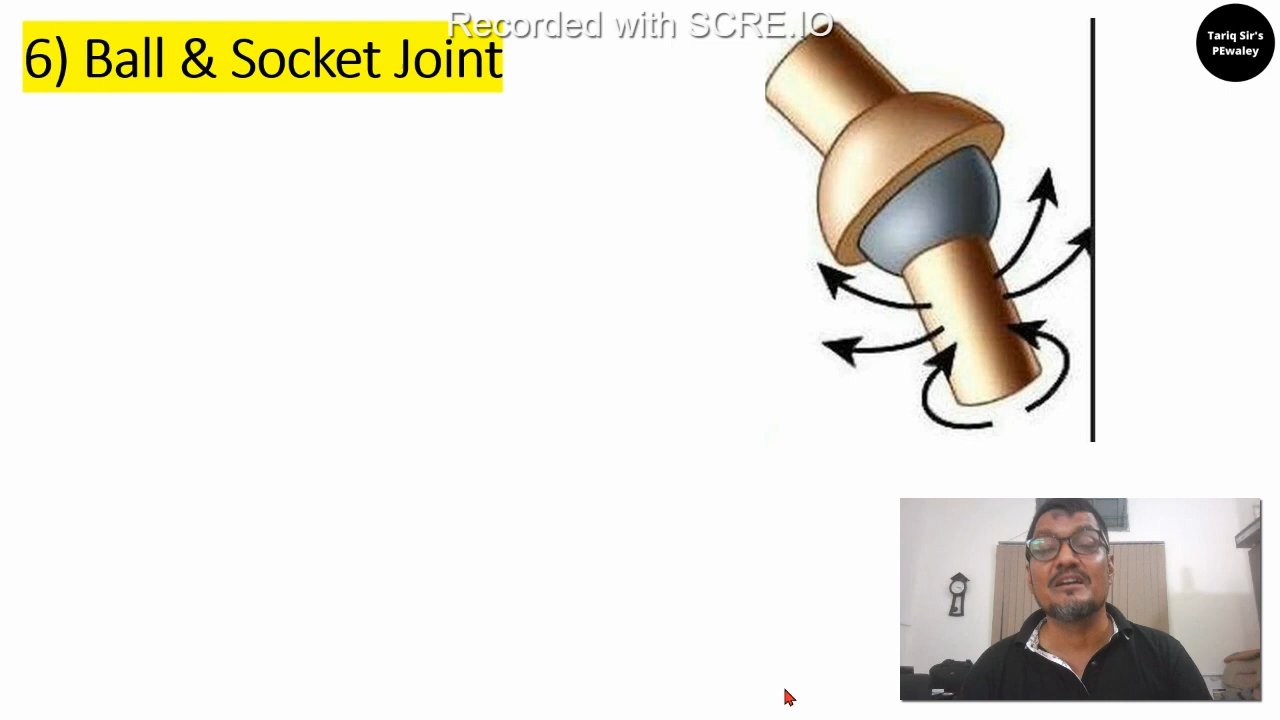 Recorded with SCRE.IO
6) Ball & Socket Joint
Tariq Sir's
PEwaley